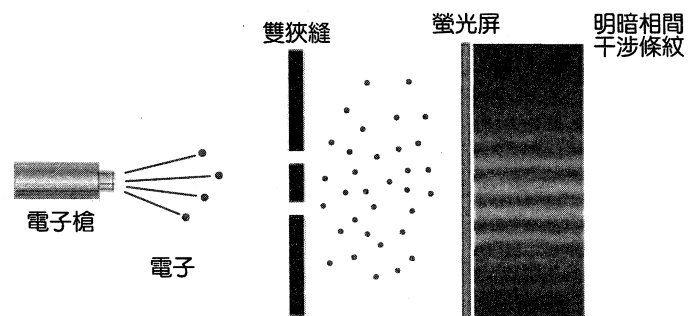 雙狹縫
螢光屏
明暗相間
干涉條紋
電子槍
電子